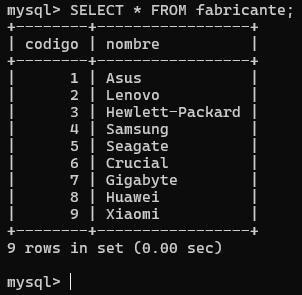 mysql> SELECT * FROM fabricante;
+--------+-----------------+
| codigo | nombre          |
+--------+-----------------+
|      1 | Asus            |
|      2 | Lenovo          |
|      3 | Hewlett-Packard |
|      4 | Samsung         |
|      5 | Seagate         |
|      6 | Crucial         |
|      7 | Gigabyte        |
|      8 | Huawei          |
|      9 | Xiaomi          |
+--------+-----------------+
9 rows in set (0.00 sec)
mysql>